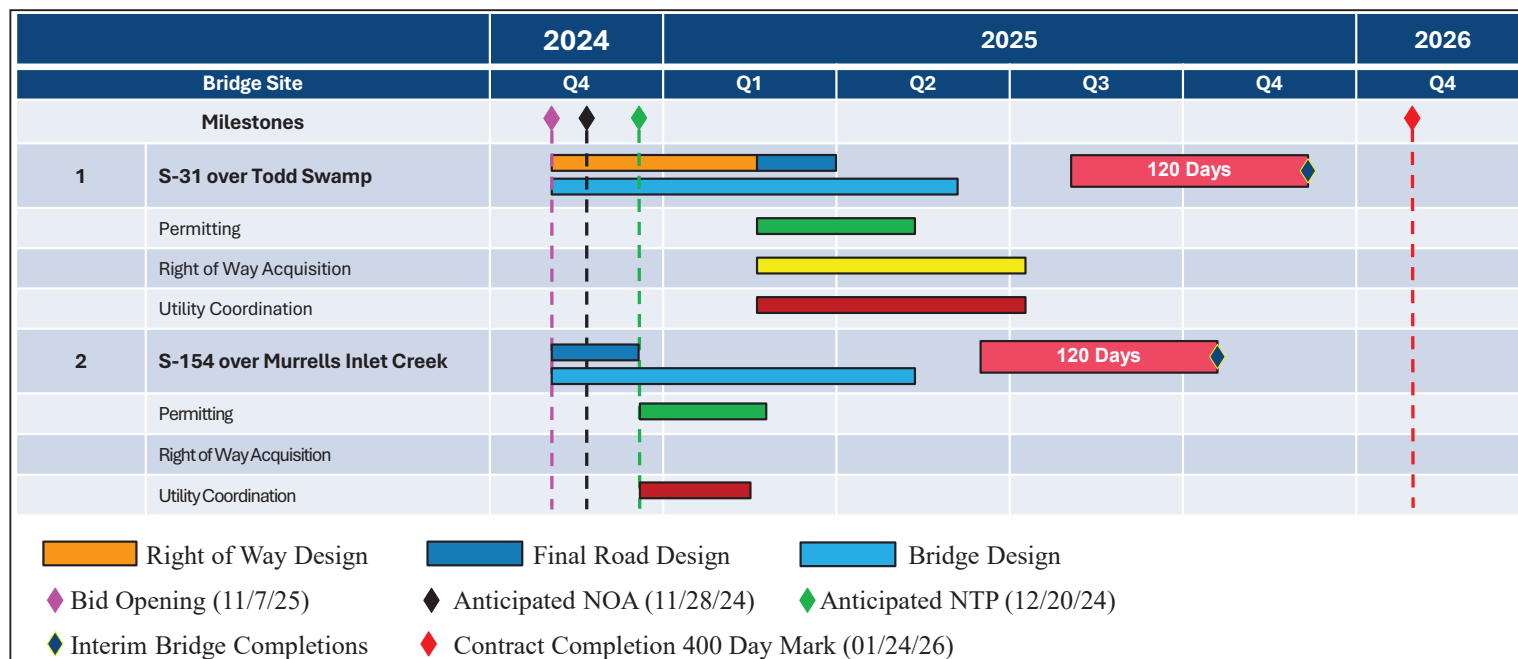 2024 2025 2026
Bridge Site Q4 Q1 Q2 Q3 Q4 Q4
Milestones
1 S-31 over Todd Swamp 120 Days
Permitting
Right of Way Acquisition
Utility Coordination
2 S-154 over Murrells Inlet Creek 120 Days
Permitting
Right of Way Acquisition
Utility Coordination
Right of Way Design Final Road Design Bridge Design
Bid Opening (11/7/25) Anticipated NOA (11/28/24) Anticipated NTP (12/20/24)
Interim Bridge Completions Contract Completion 400 Day Mark (01/24/26)